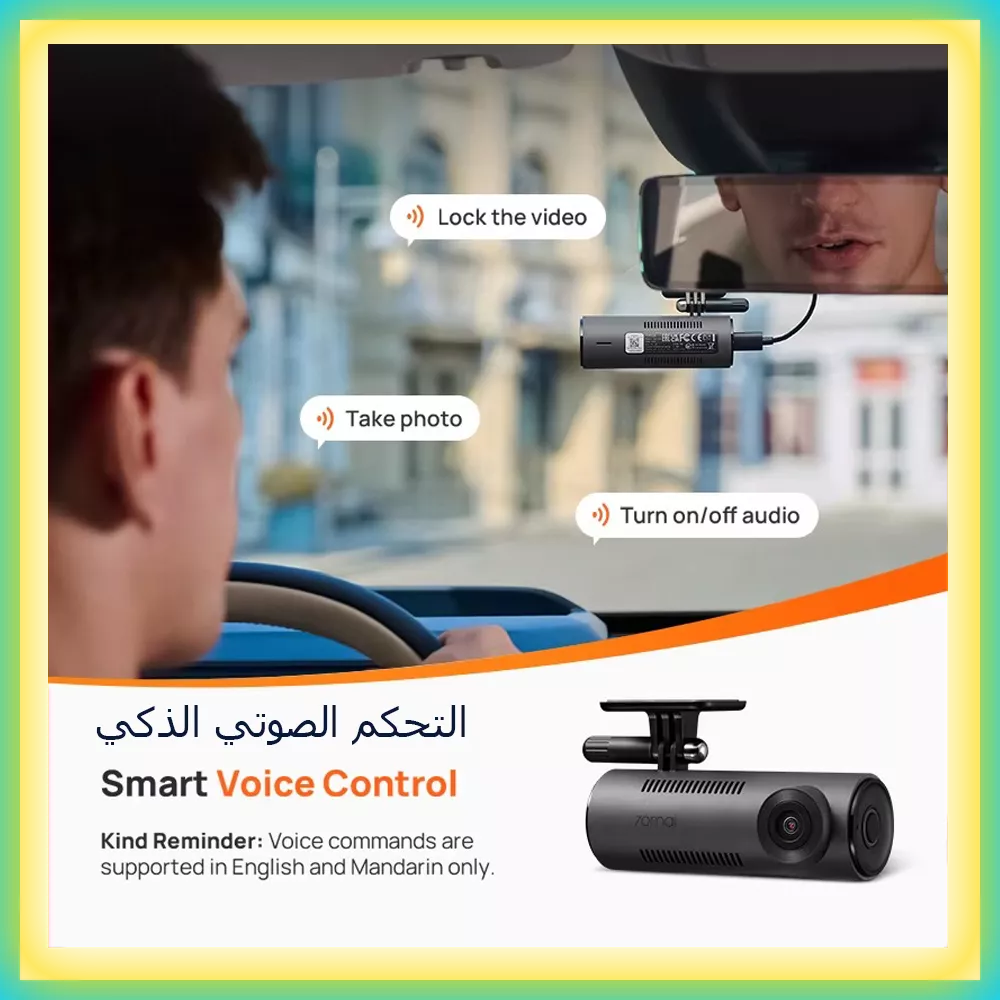 Lock the video
Take photo
Turn on/off audio
التحكم الصوتي الذكي
Smart Voice Control
Kind Reminder: Voice commands are
supported in English and Mandarin only.
70mai